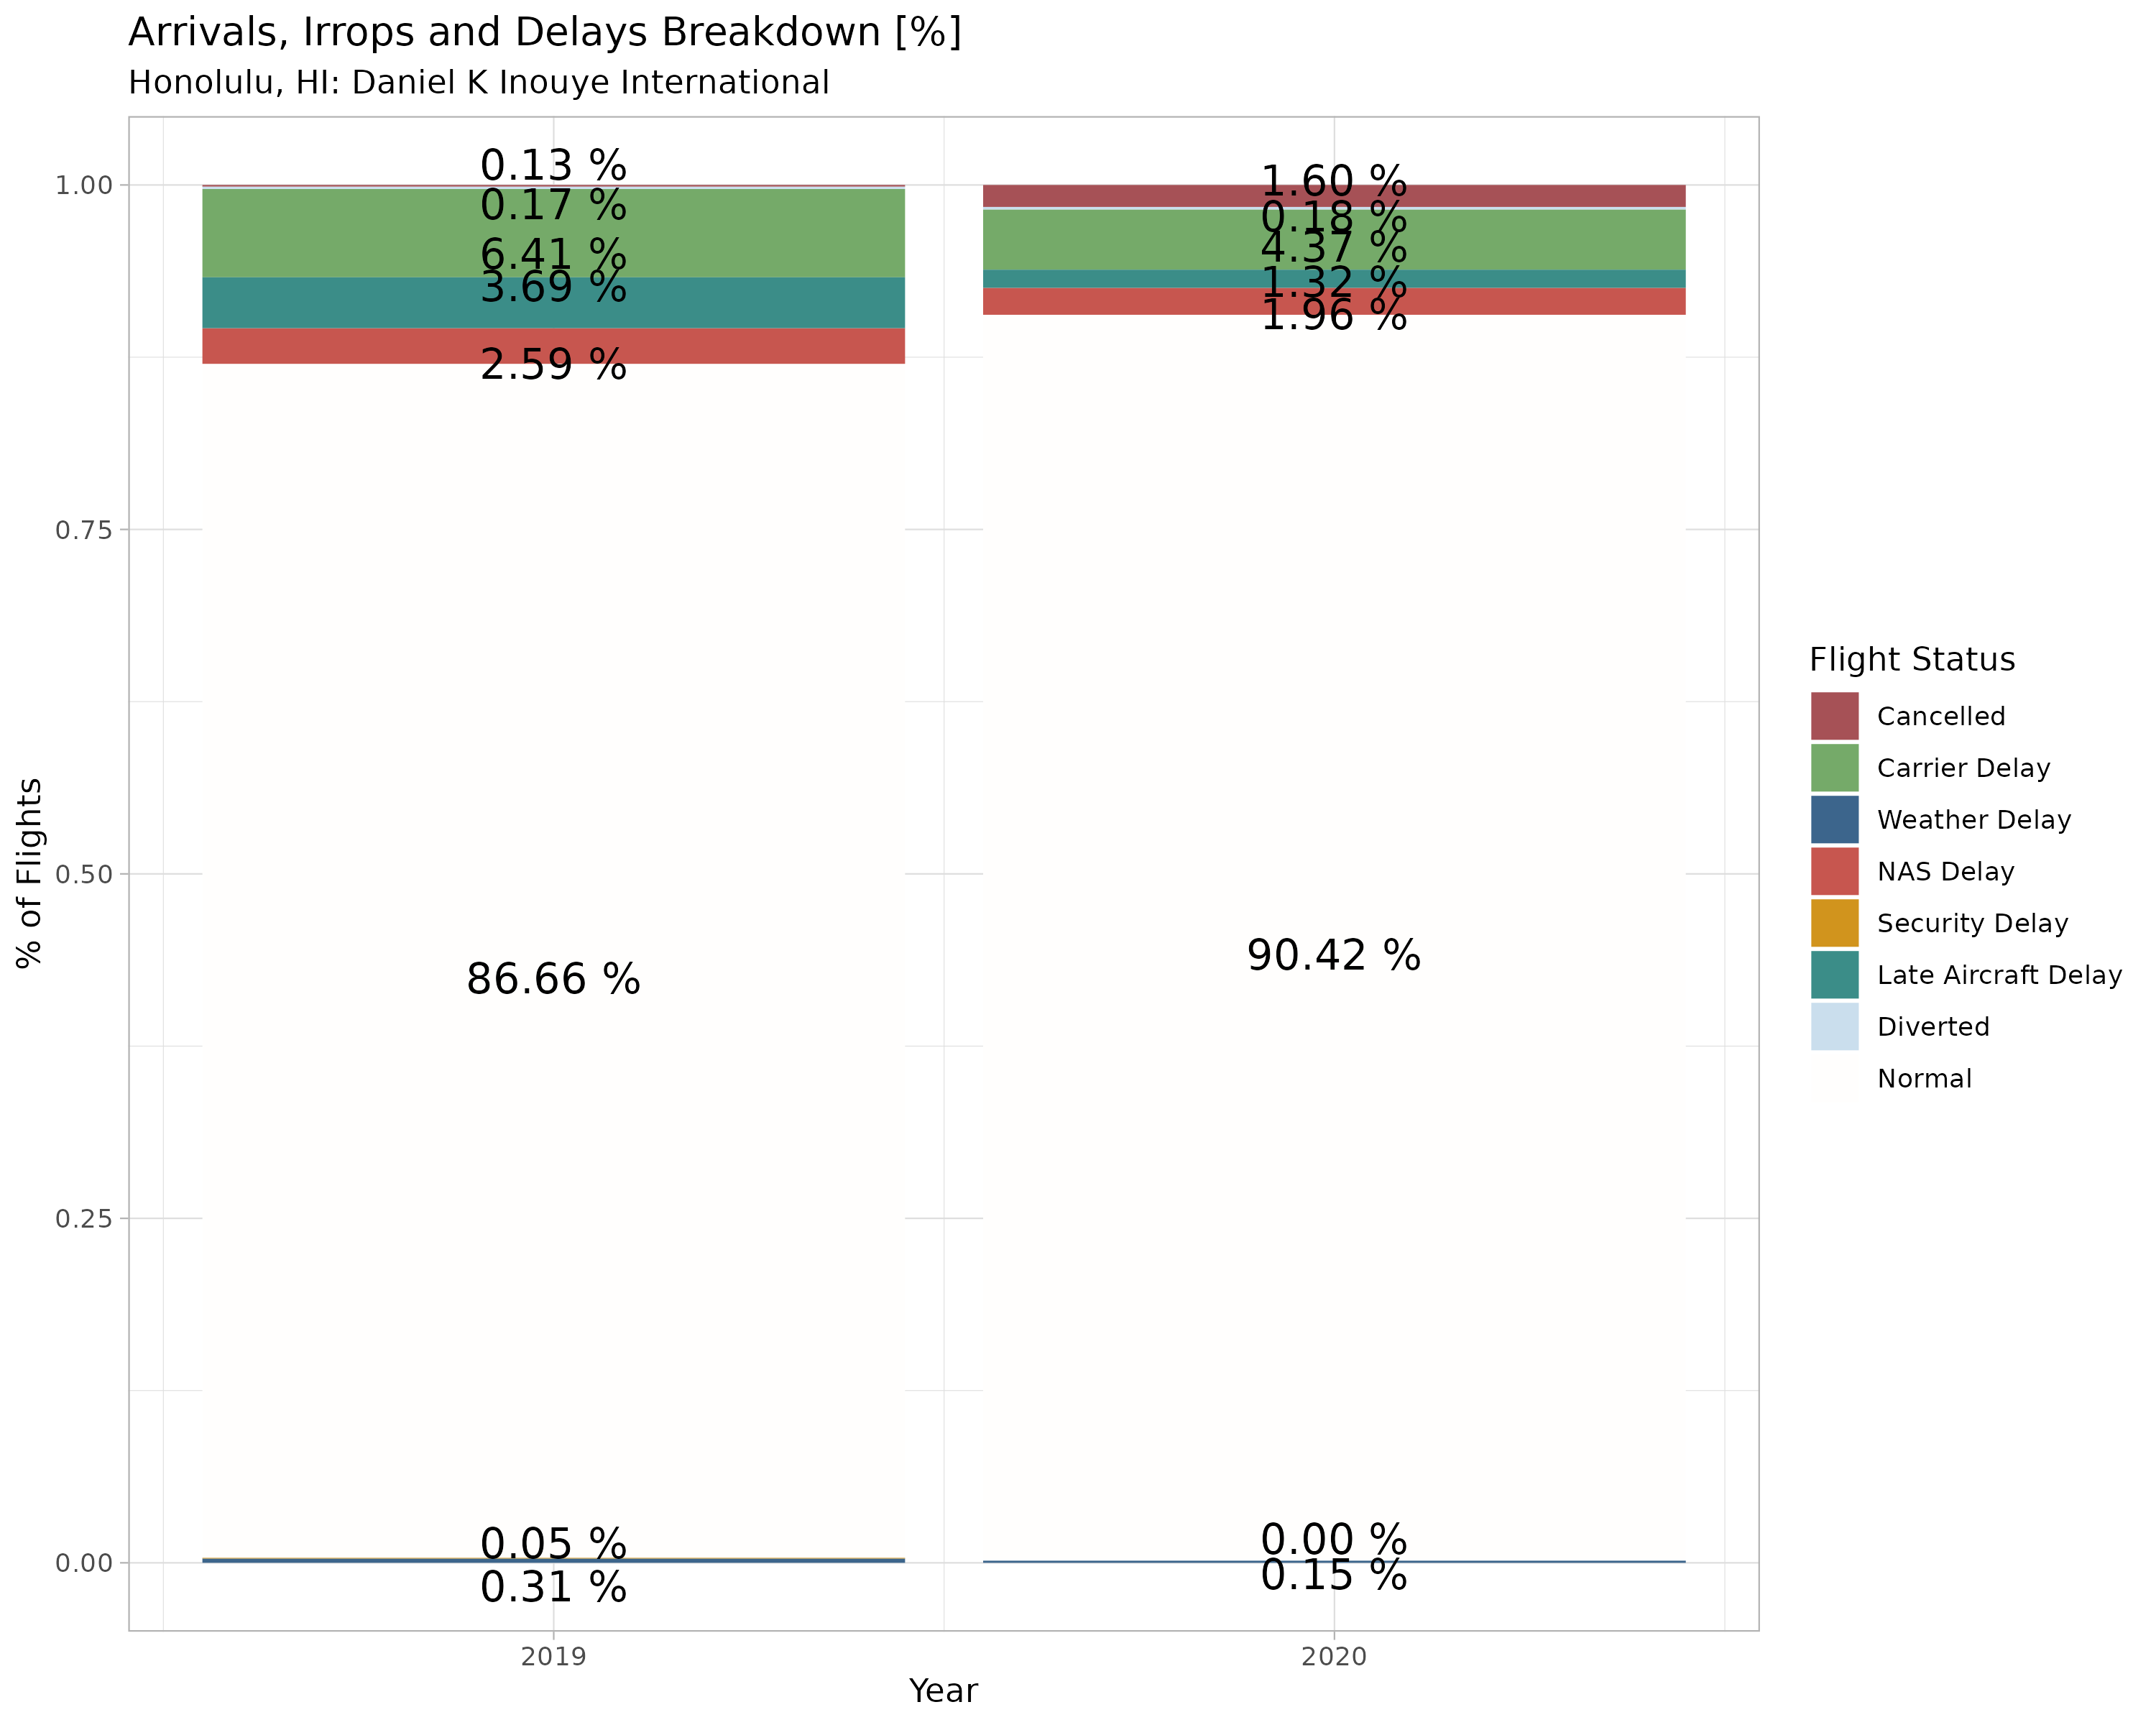 Arrivals, Irrops and Delays Breakdown [%]
Honolulu, HI: Daniel K Inouye International
% of Flights
1.00
0.75
0.50
0.25
0.00
0.13 %
0.17 %
6.41 %
3.69 %
2.59 %
86.66 %
0.05 %
0.31 %
1.60 %
0.18 %
4.37 %
1.32 %
1.96 %
90.42 %
0.00 %
0.15 %
2019
2020
Year
Flight Status
Cancelled
Carrier Delay
Weather Delay
NAS Delay
Security Delay
Late Aircraft Delay
Diverted
Normal